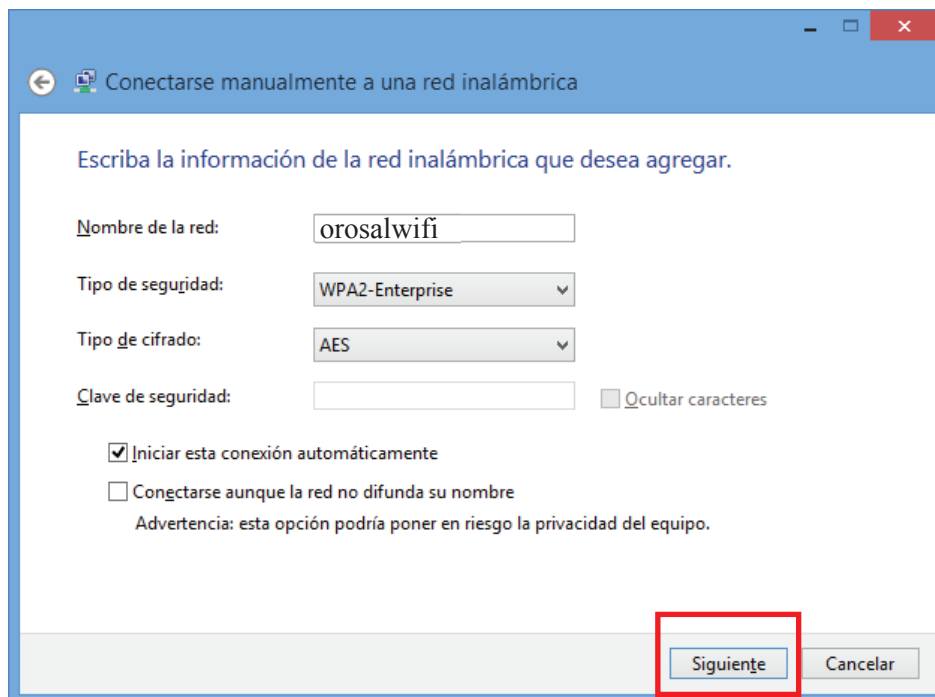 Conectarse manualmente a una red inalámbrica
Escriba la información de la red inalámbrica que desea agregar.
Nombre de la red: orosalwifi
Tipo de seguridad: WPA2-Enterprise
Tipo de cifrado: AES
Clave de seguridad: Ocultar caracteres
Iniciar esta conexión automáticamente
Conectarse aunque la red no difunda su nombre
Advertencia: esta opción podría poner en riesgo la privacidad del equipo.
Siguiente Cancelar